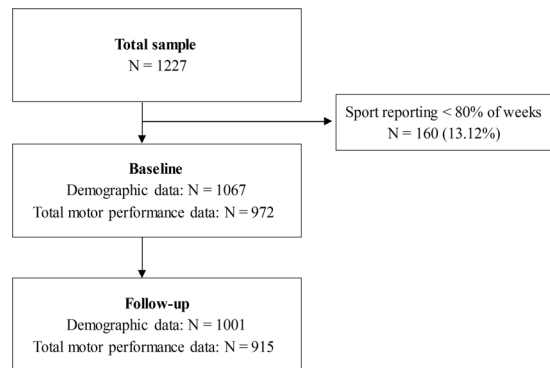 Total sample
N = 1227
Sport reporting < 80% of weeks
N = 160 (13.12%)
Baseline
Demographic data: N = 1067
Total motor performance data: N = 972
Follow-up
Demographic data: N = 1001
Total motor performance data: N = 915